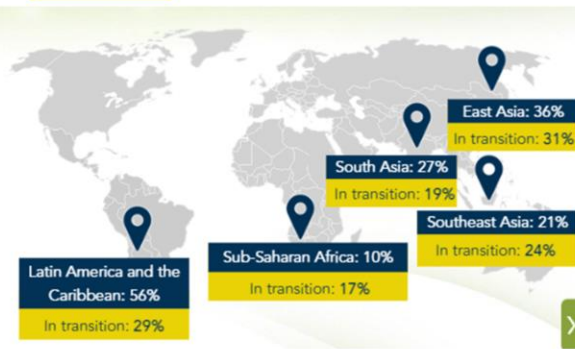 East Asia: 36%
In transition: 31%
South Asia: 27%
In transition: 19%
Southeast Asia: 21%
In transition: 24%
Sub-Saharan Africa: 10%
In transition: 17%
Latin America and the
Caribbean: 56%
In transition: 29%